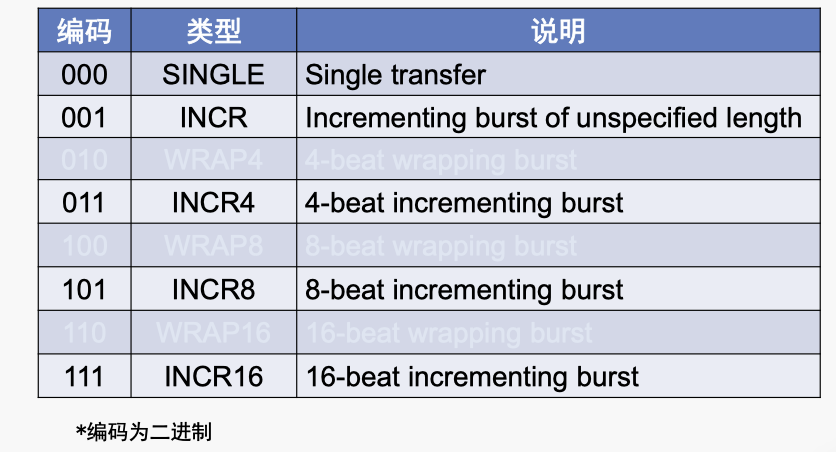 编码 类型 说明
000 SINGLE Single transfer
001 INCR Incrementing burst of unspecified length
010 WRAP4 4-beat wrapping burst
011 INCR4 4-beat incrementing burst
100 WRAP8 8-beat wrapping burst
101 INCR8 8-beat incrementing burst
110 WRAP16 16-beat wrapping burst
111 INCR16 16-beat incrementing burst
*编码为二进制